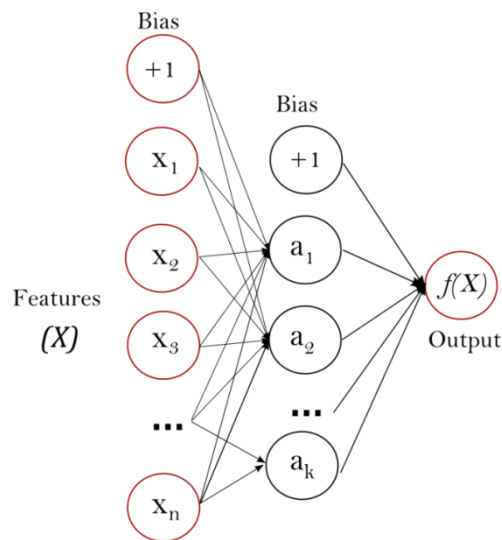 Bias
+1
x1
x2
Features
(X)
x3
...
xn
Bias
+1
a1
a2
...
ak
f(X)
Output